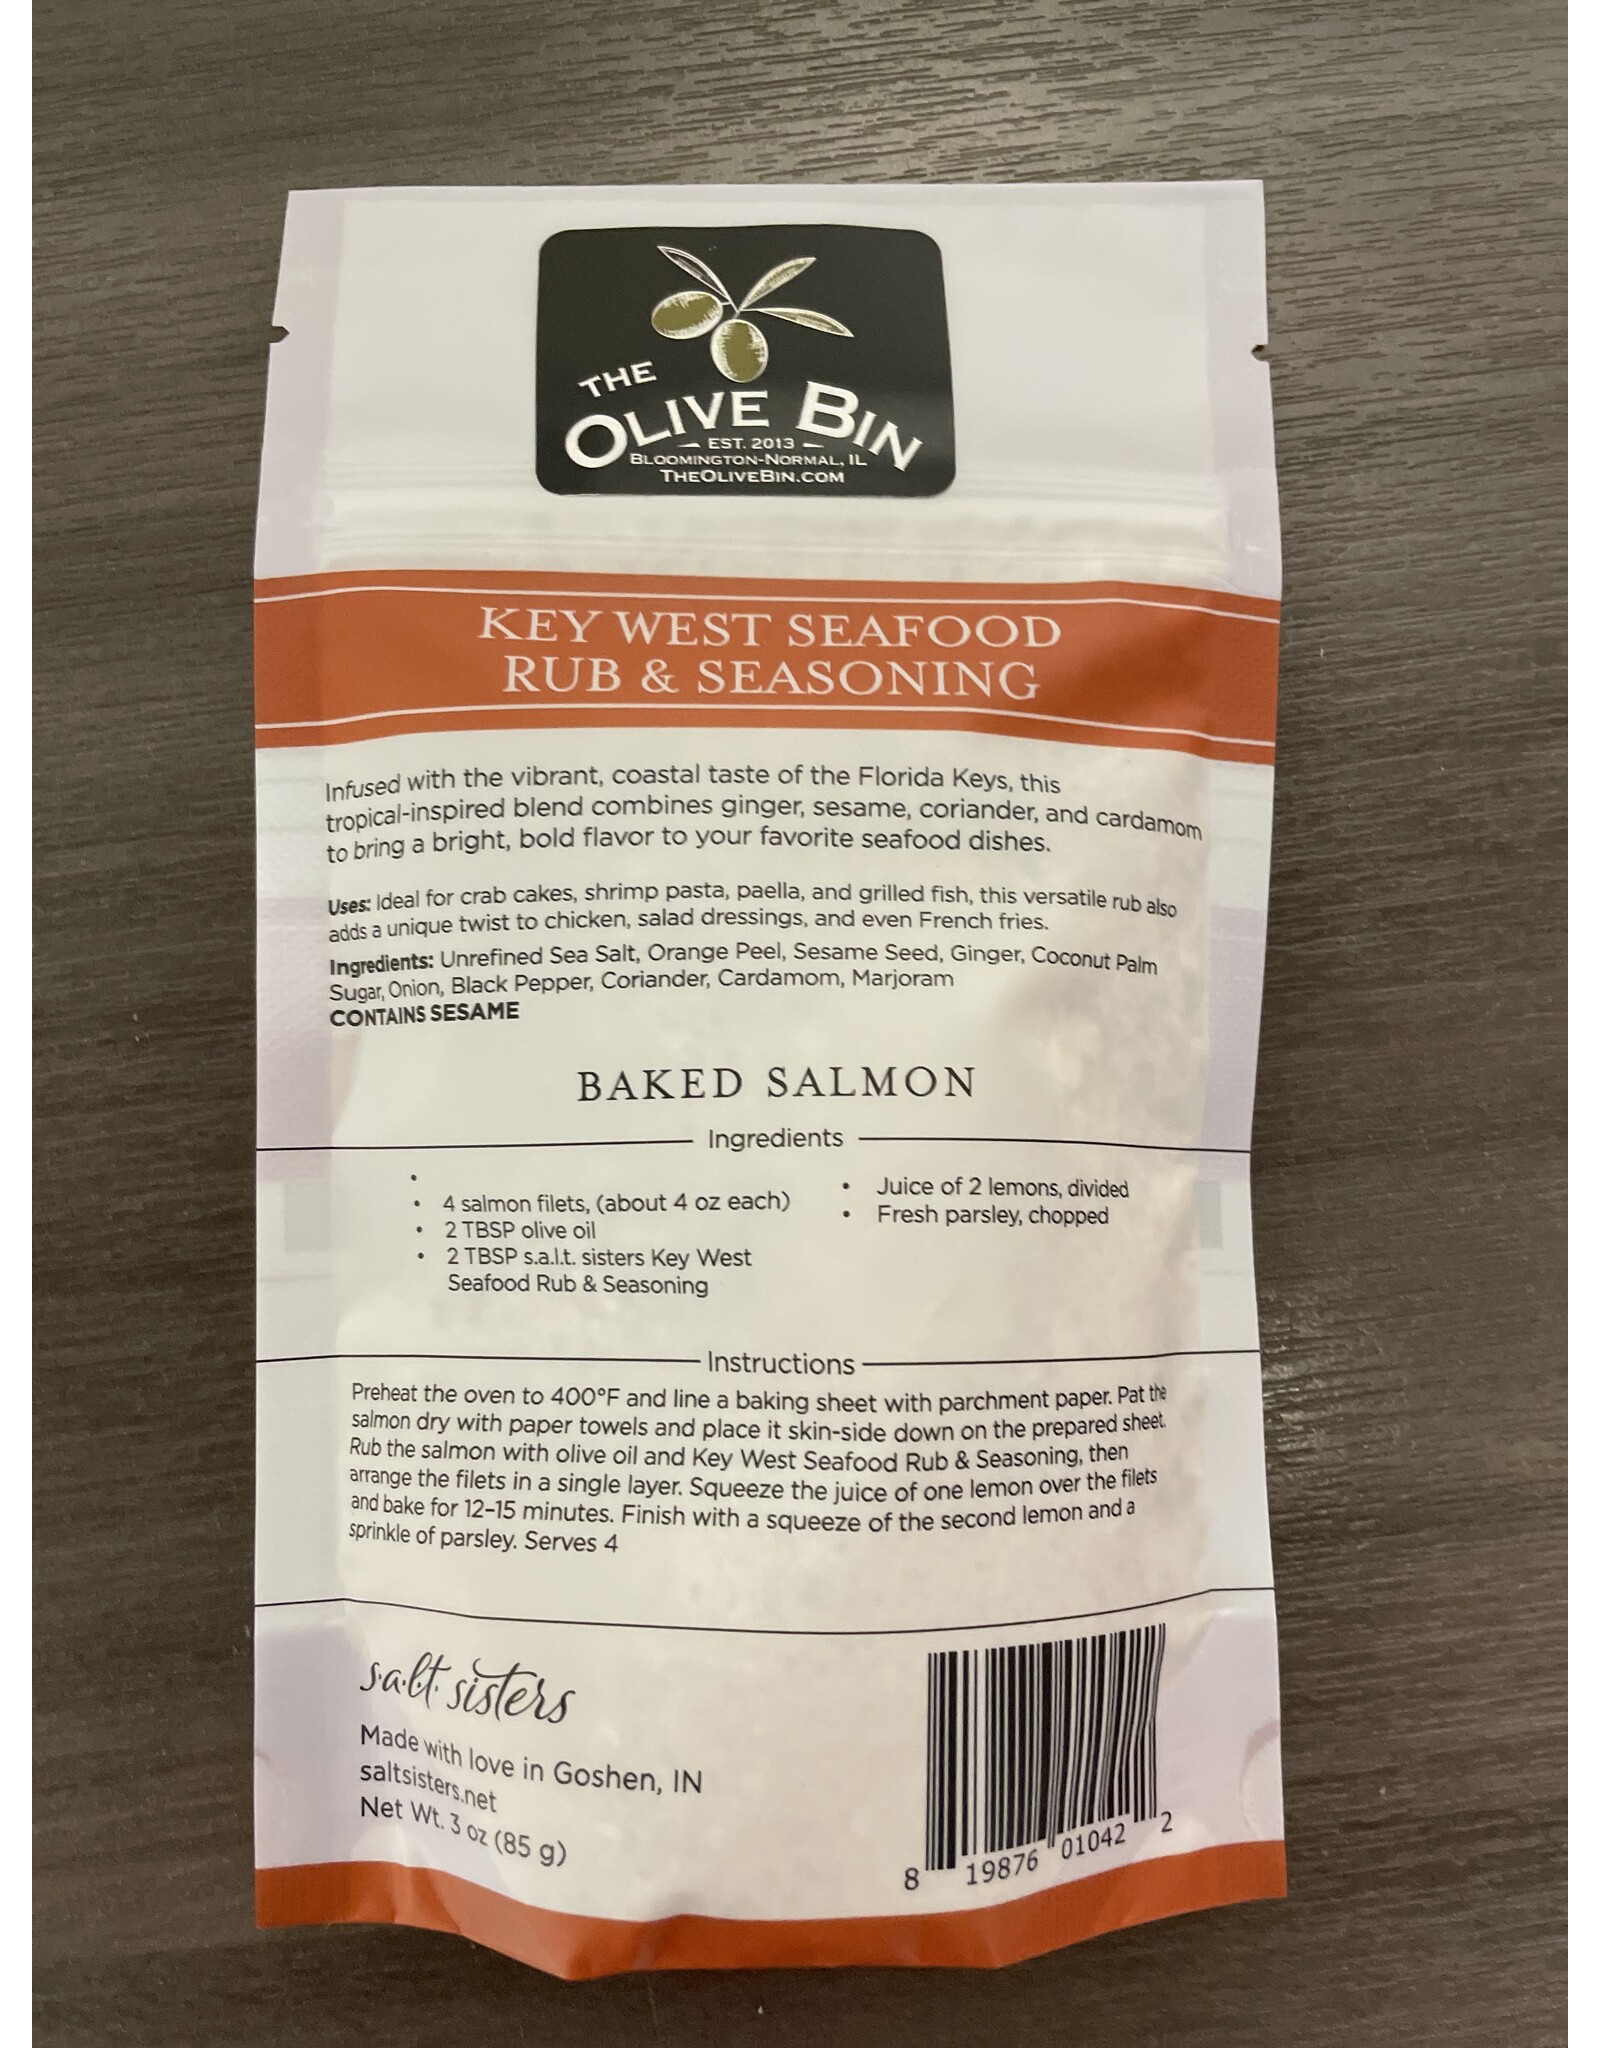 THE
OLIVE BIN
EST. 2013
BLOOMINGTON-NORMAL, IL
THEOLIVEBIN.COM
KEY WEST SEAFOOD
RUB & SEASONING
Infused with the vibrant, coastal taste of the Florida Keys, this
tropical-inspired blend combines ginger, sesame, coriander, and cardamom
to bring a bright, bold flavor to your favorite seafood dishes.
Uses: Ideal for crab cakes, shrimp pasta, paella, and grilled fish, this versatile rub also
adds a unique twist to chicken, salad dressings, and even French fries.
Ingredients: Unrefined Sea Salt, Orange Peel, Sesame Seed, Ginger, Coconut Palm
Sugar, Onion, Black Pepper, Coriander, Cardamom, Marjoram
CONTAINS SESAME
BAKED SALMON
Ingredients
•
• 4 salmon filets, (about 4 oz each)
• 2 TBSP olive oil
• 2 TBSP s.a.l.t. sisters Key West
Seafood Rub & Seasoning
• Juice of 2 lemons, divided
• Fresh parsley, chopped
Instructions
Preheat the oven to 400°F and line a baking sheet with parchment paper. Pat the
salmon dry with paper towels and place it skin-side down on the prepared sheet.
Rub the salmon with olive oil and Key West Seafood Rub & Seasoning, then
arrange the filets in a single layer. Squeeze the juice of one lemon over the filets
and bake for 12–15 minutes. Finish with a squeeze of the second lemon and a
sprinkle of parsley. Serves 4
s.a.l.t. sisters
Made with love in Goshen, IN
saltsisters.net
Net Wt. 3 oz (85 g)
8 19876 01042 2